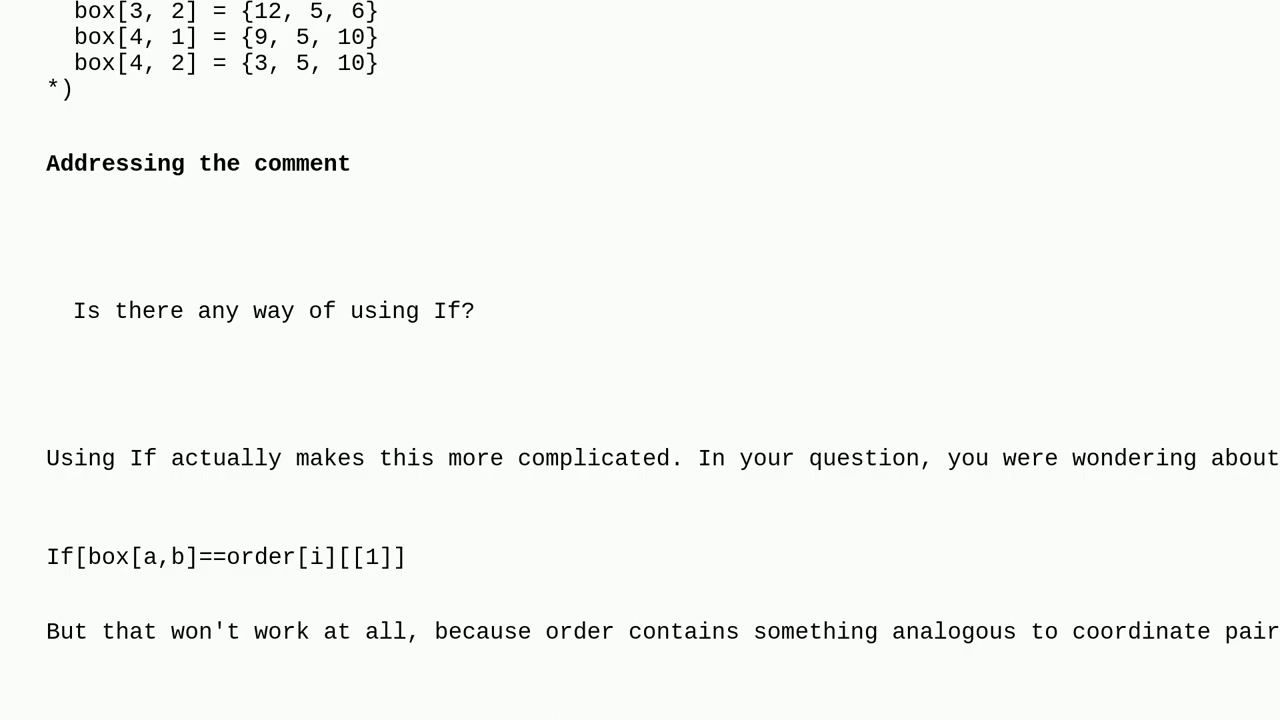 box[3, 2] = {12, 5, 6}
box[4, 1] = {9, 5, 10}
box[4, 2] = {3, 5, 10}
*)
Addressing the comment
Is there any way of using If?
Using If actually makes this more complicated. In your question, you were wondering about
If[box[a,b]==order[i][[1]]
But that won't work at all, because order contains something analogous to coordinate pair